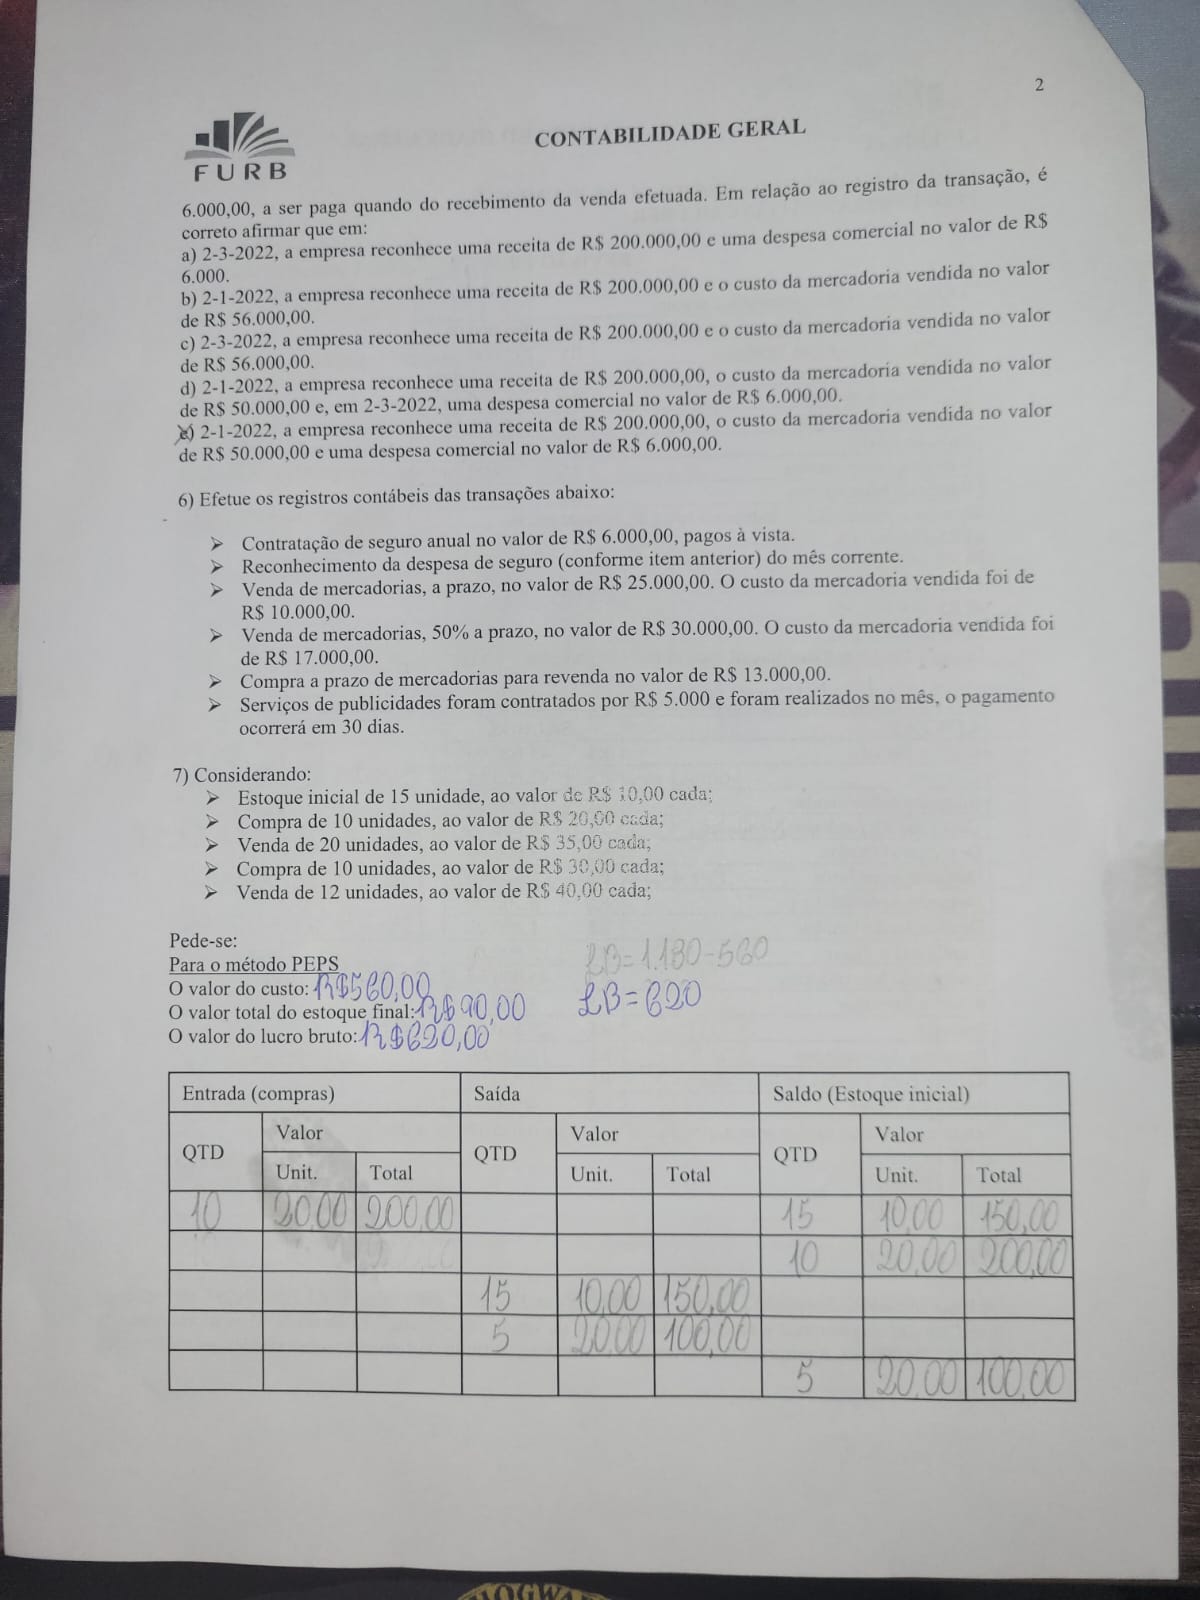 2
FURB
CONTABILIDADE GERAL
6.000,00, a ser paga quando do recebimento da venda efetuada. Em relação ao registro da transação, é
correto afirmar que em:
a) 2-3-2022, a empresa reconhece uma receita de R$ 200.000,00 e uma despesa comercial no valor de R$
6.000.
b) 2-1-2022, a empresa reconhece uma receita de R$ 200.000,00 e o custo da mercadoria vendida no valor
de R$ 56.000,00.
c) 2-3-2022, a empresa reconhece uma receita de R$ 200.000,00 e o custo da mercadoria vendida no valor
de R$ 56.000,00.
d) 2-1-2022, a empresa reconhece uma receita de R$ 200.000,00, o custo da mercadoria vendida no valor
de R$ 50.000,00 e, em 2-3-2022, uma despesa comercial no valor de R$ 6.000,00.
e) 2-1-2022, a empresa reconhece uma receita de R$ 200.000,00, o custo da mercadoria vendida no valor
de R$ 50.000,00 e uma despesa comercial no valor de R$ 6.000,00.
6) Efetue os registros contábeis das transações abaixo:
➢ Contratação de seguro anual no valor de R$ 6.000,00, pagos à vista.
➢ Reconhecimento da despesa de seguro (conforme item anterior) do mês corrente.
➢ Venda de mercadorias, a prazo, no valor de R$ 25.000,00. O custo da mercadoria vendida foi de
R$ 10.000,00.
➢ Venda de mercadorias, 50% a prazo, no valor de R$ 30.000,00. O custo da mercadoria vendida foi
de R$ 17.000,00.
➢ Compra a prazo de mercadorias para revenda no valor de R$ 13.000,00.
➢ Serviços de publicidades foram contratados por R$ 5.000 e foram realizados no mês, o pagamento
ocorrerá em 30 dias.
7) Considerando:
➢ Estoque inicial de 15 unidade, ao valor de R$ 10,00 cada;
➢ Compra de 10 unidades, ao valor de R$ 20,00 cada;
➢ Venda de 20 unidades, ao valor de R$ 35,00 cada;
➢ Compra de 10 unidades, ao valor de R$ 30,00 cada;
➢ Venda de 12 unidades, ao valor de R$ 40,00 cada;
Pede-se:
LB=1.180-560
Para o método PEPS
O valor do custo: R$560,00
LB=620
O valor total do estoque final: R$90,00
O valor do lucro bruto: R$620,00
Entrada (compras) Saída Saldo (Estoque inicial)
QTD Valor QTD Valor QTD Valor
Unit. Total Unit. Total Unit. Total
10 20,00 200,00 15 10,00 150,00
10 20,00 200,00
15 10,00 150,00
5 20,00 100,00
5 20,00 100,00